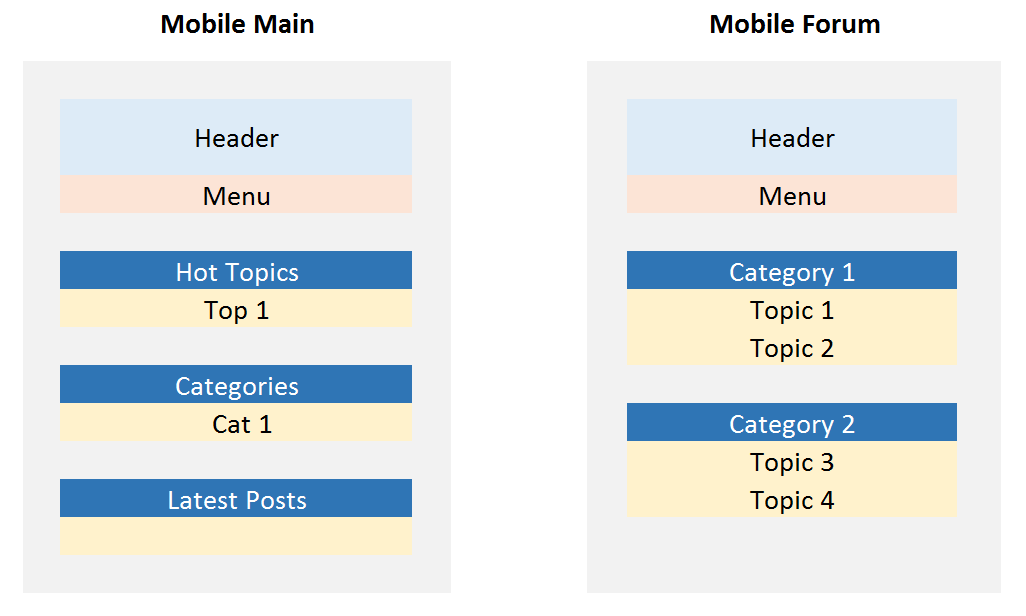 Mobile Main
Header
Menu
Hot Topics
Top 1
Categories
Cat 1
Latest Posts
Mobile Forum
Header
Menu
Category 1
Topic 1
Topic 2
Category 2
Topic 3
Topic 4